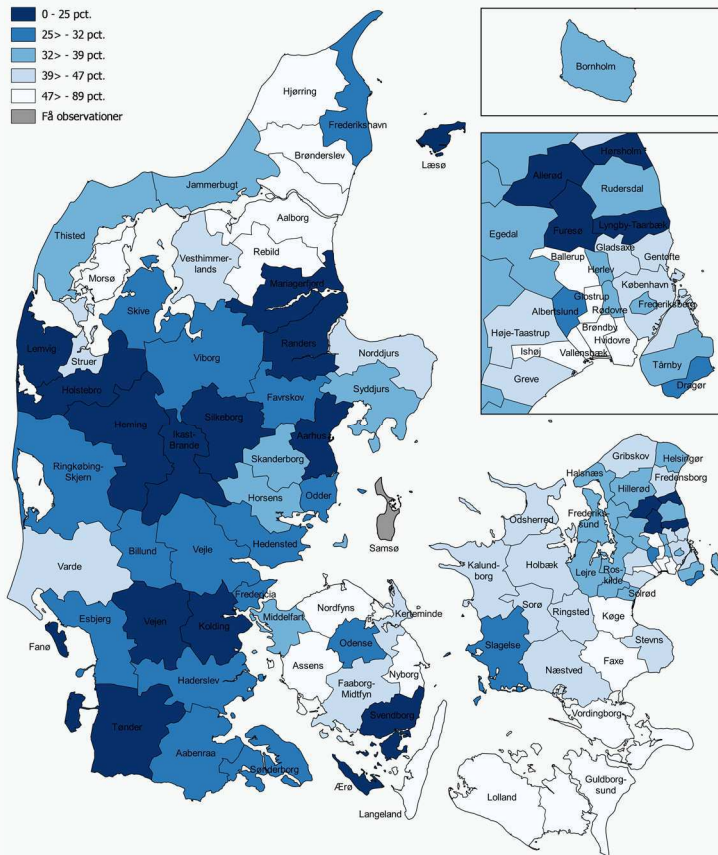 0 - 25 pct.
25> - 32 pct.
32> - 39 pct.
39> - 47 pct.
47> - 89 pct.
Få observationer
Bornholm
Hjørring
Frederikshavn
Læsø
Brønderslev
Jammerbugt
Aalborg
Thisted
Vesthimmer-
lands
Rebild
Morsø
Mariagerfjord
Skive
Lemvig
Struer
Viborg
Randers
Norddjurs
Holstebro
Favrskov
Syddjurs
Herning
Ikast-
Brande
Silkeborg
Aarhus
Skanderborg
Ringkøbing-
Skjern
Horsens
Odder
Samsø
Hedensted
Billund
Vejle
Varde
Fredericia
Esbjerg
Vejen
Kolding
Middelfart
Nordfyns
Kerteminde
Fanø
Odense
Assens
Nyborg
Haderslev
Faaborg-
Midtfyn
Tønder
Svendborg
Aabenraa
Sønderborg
Ærø
Langeland
Hørsholm
Allerød
Rudersdal
Egedal
Furesø
Lyngby-Taarbæk
Gladsaxe
Ballerup
Gentofte
Herlev
København
Glostrup
Albertslund
Rødovre
Frederiksberg
Høje-Taastrup
Brøndby
Hvidovre
Ishøj
Vallensbæk
Tårnby
Greve
Dragør
Gribskov
Helsingør
Halsnæs
Fredensborg
Hillerød
Frederiks-
sund
Odsherred
Kalund-
borg
Holbæk
Lejre
Ros-
kilde
Solrød
Sorø
Ringsted
Køge
Stevns
Slagelse
Faxe
Næstved
Vordingborg
Guldborg-
sund
Lolland